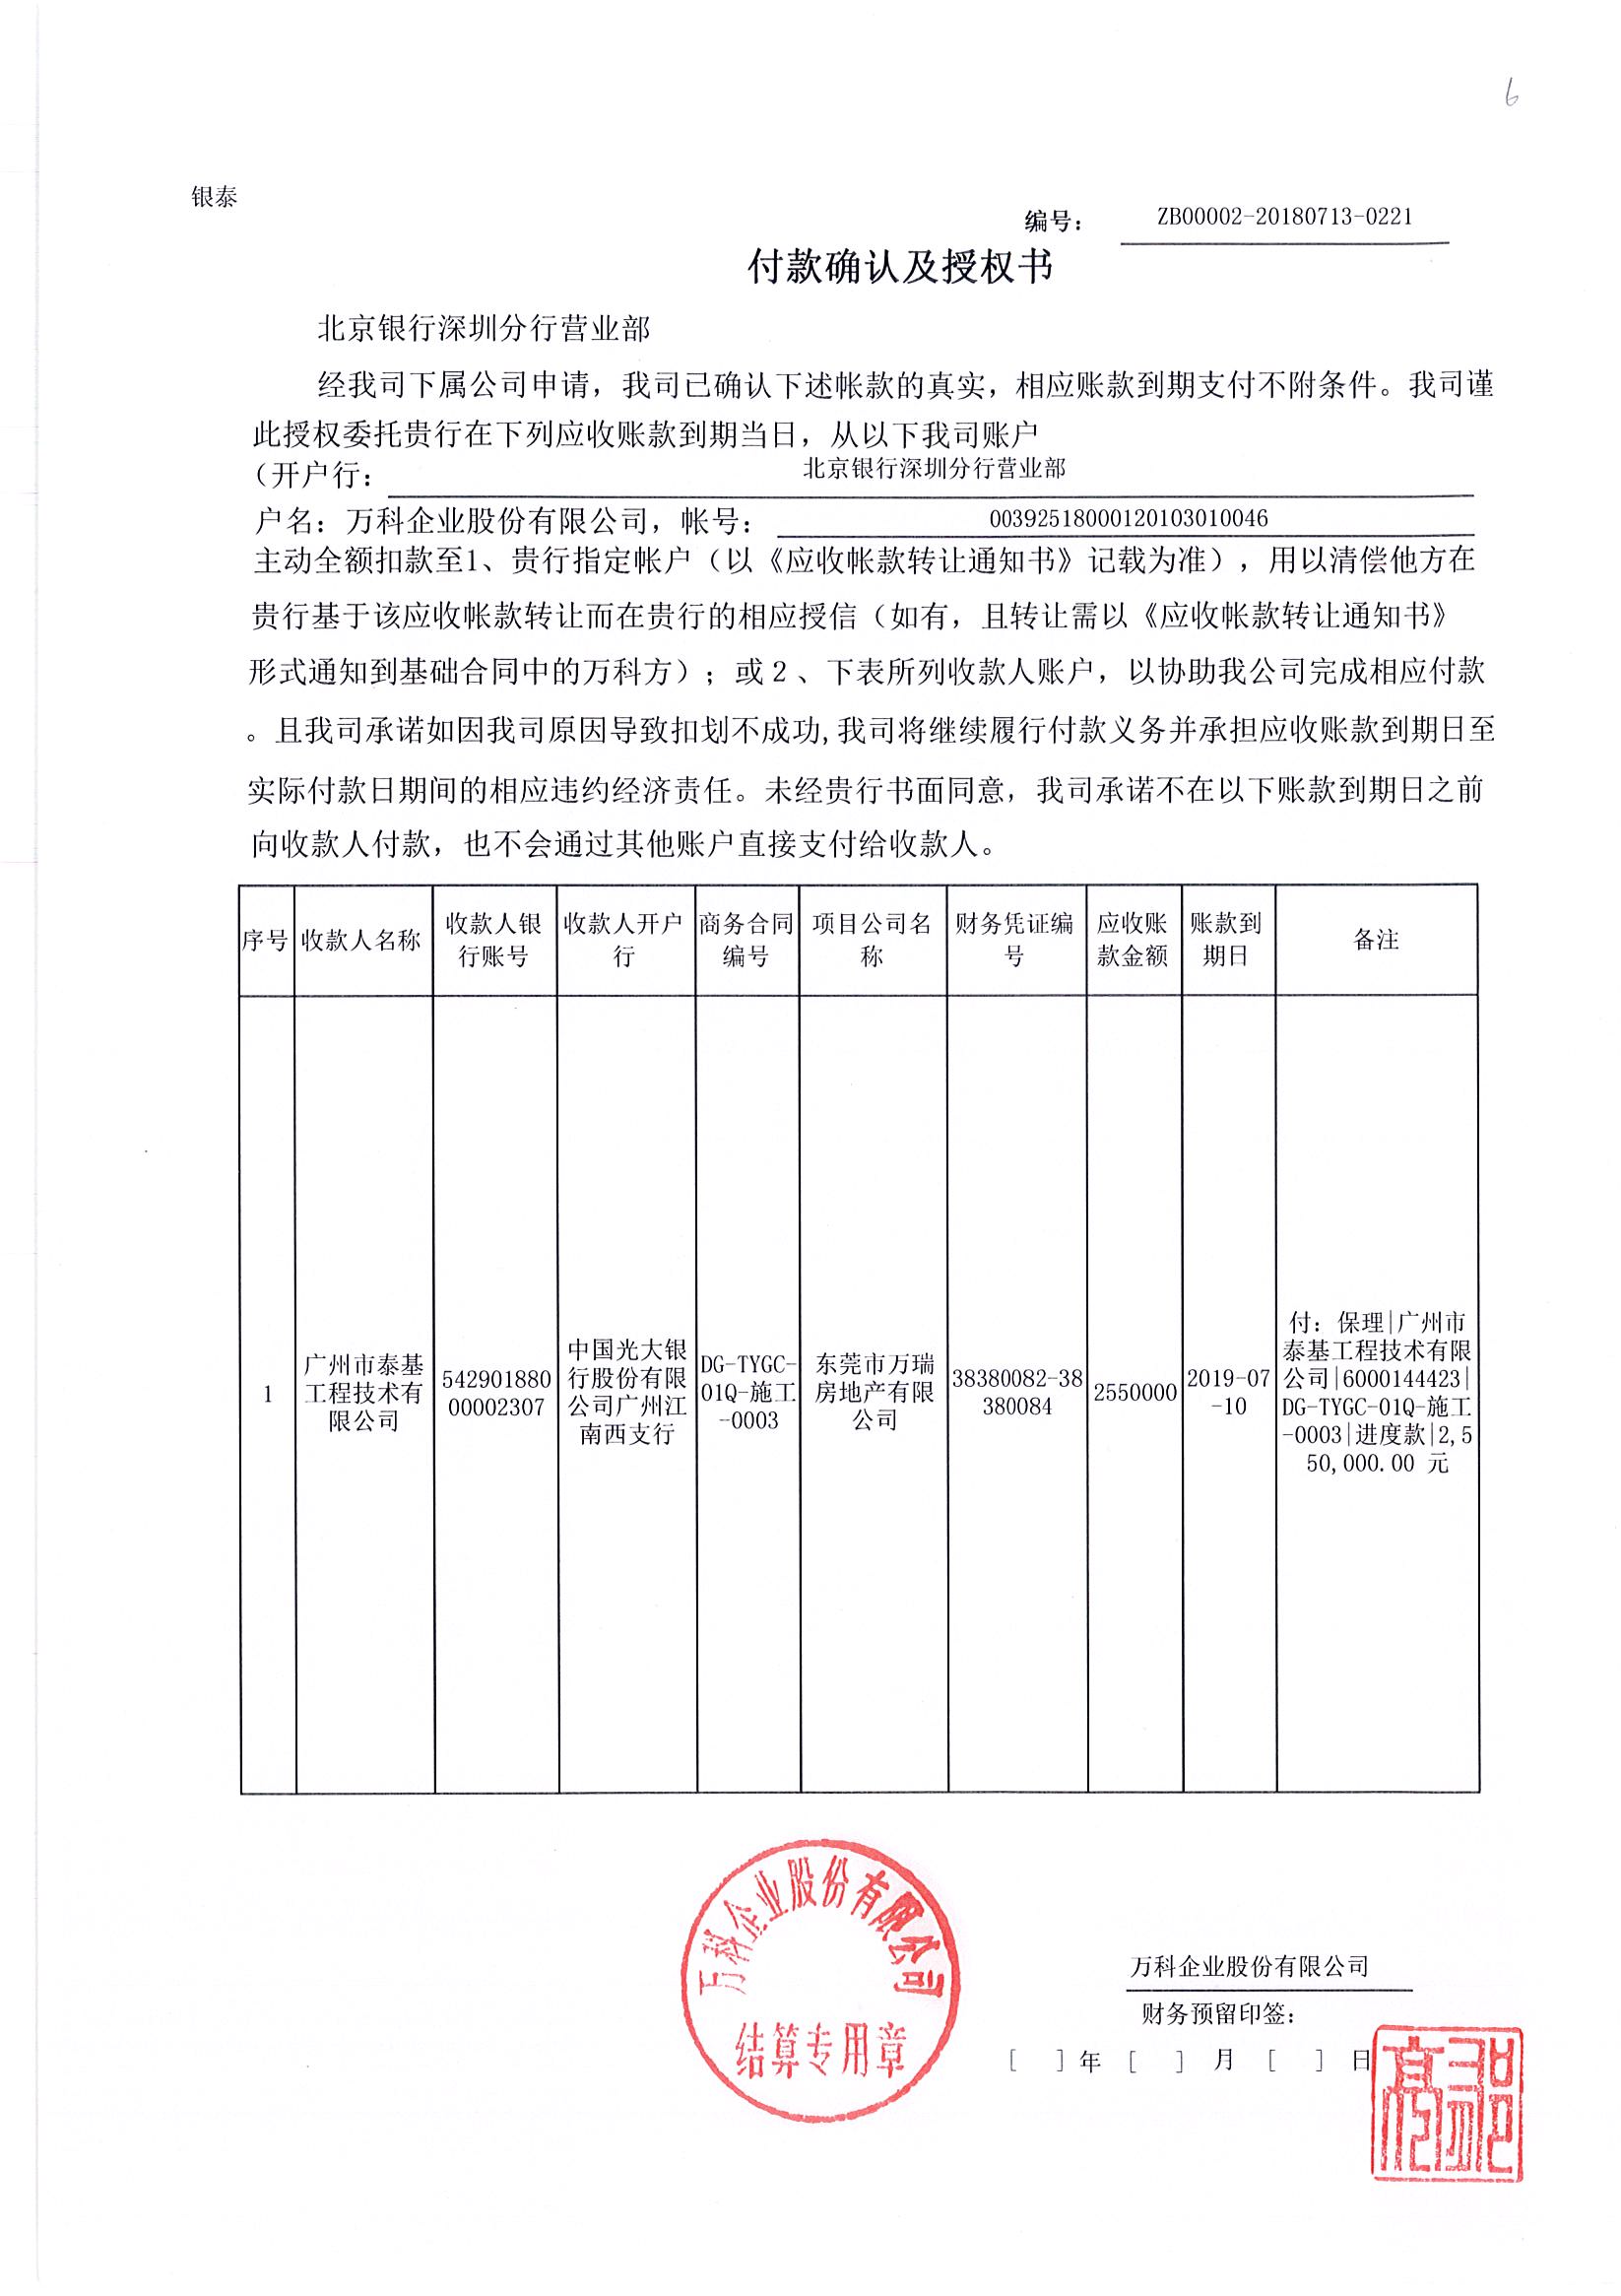 6
银泰
编号： ZB00002-20180713-0221
付款确认及授权书
北京银行深圳分行营业部
经我司下属公司申请，我司已确认下述帐款的真实，相应账款到期支付不附条件。我司谨
此授权委托贵行在下列应收账款到期当日，从以下我司账户
（开户行： 北京银行深圳分行营业部
户名：万科企业股份有限公司，帐号： 00392518000120103010046
主动全额扣款至1、贵行指定帐户（以《应收帐款转让通知书》记载为准），用以清偿他方在
贵行基于该应收帐款转让而在贵行的相应授信（如有，且转让需以《应收帐款转让通知书》
形式通知到基础合同中的万科方）；或2、下表所列收款人账户，以协助我公司完成相应付款
。且我司承诺如因我司原因导致扣划不成功,我司将继续履行付款义务并承担应收账款到期日至
实际付款日期间的相应违约经济责任。未经贵行书面同意，我司承诺不在以下账款到期日之前
向收款人付款，也不会通过其他账户直接支付给收款人。
序号
收款人名称
收款人银
行账号
收款人开户
行
商务合同
编号
项目公司名
称
财务凭证编
号
应收账
款金额
账款到
期日
备注
1
广州市泰基
工程技术有
限公司
542901880
00002307
中国光大银
行股份有限
公司广州江
南西支行
DG-TYGC-
01Q-施工
-0003
东莞市万瑞
房地产有限
公司
38380082-38
380084
2550000
2019-07
-10
付：保理|广州市
泰基工程技术有限
公司|6000144423|
DG-TYGC-01Q-施工
-0003|进度款|2,5
50,000.00 元
万科企业股份有限公司
结算专用章
万科企业股份有限公司
财务预留印签：
[ ] 年 [ ] 月 [ ] 日